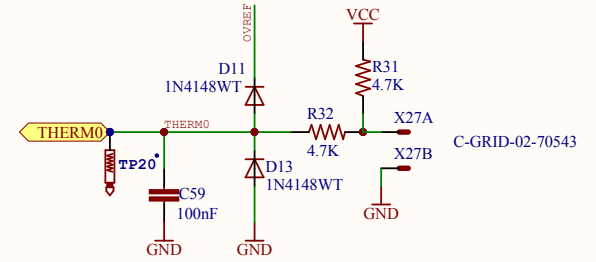 VCC
OVREF
D11
1N4148WT
R31
4.7K
THERM0
THERM0
R32
4.7K
X27A
C-GRID-02-70543
TP20
D13
1N4148WT
X27B
C59
100nF
GND
GND
GND